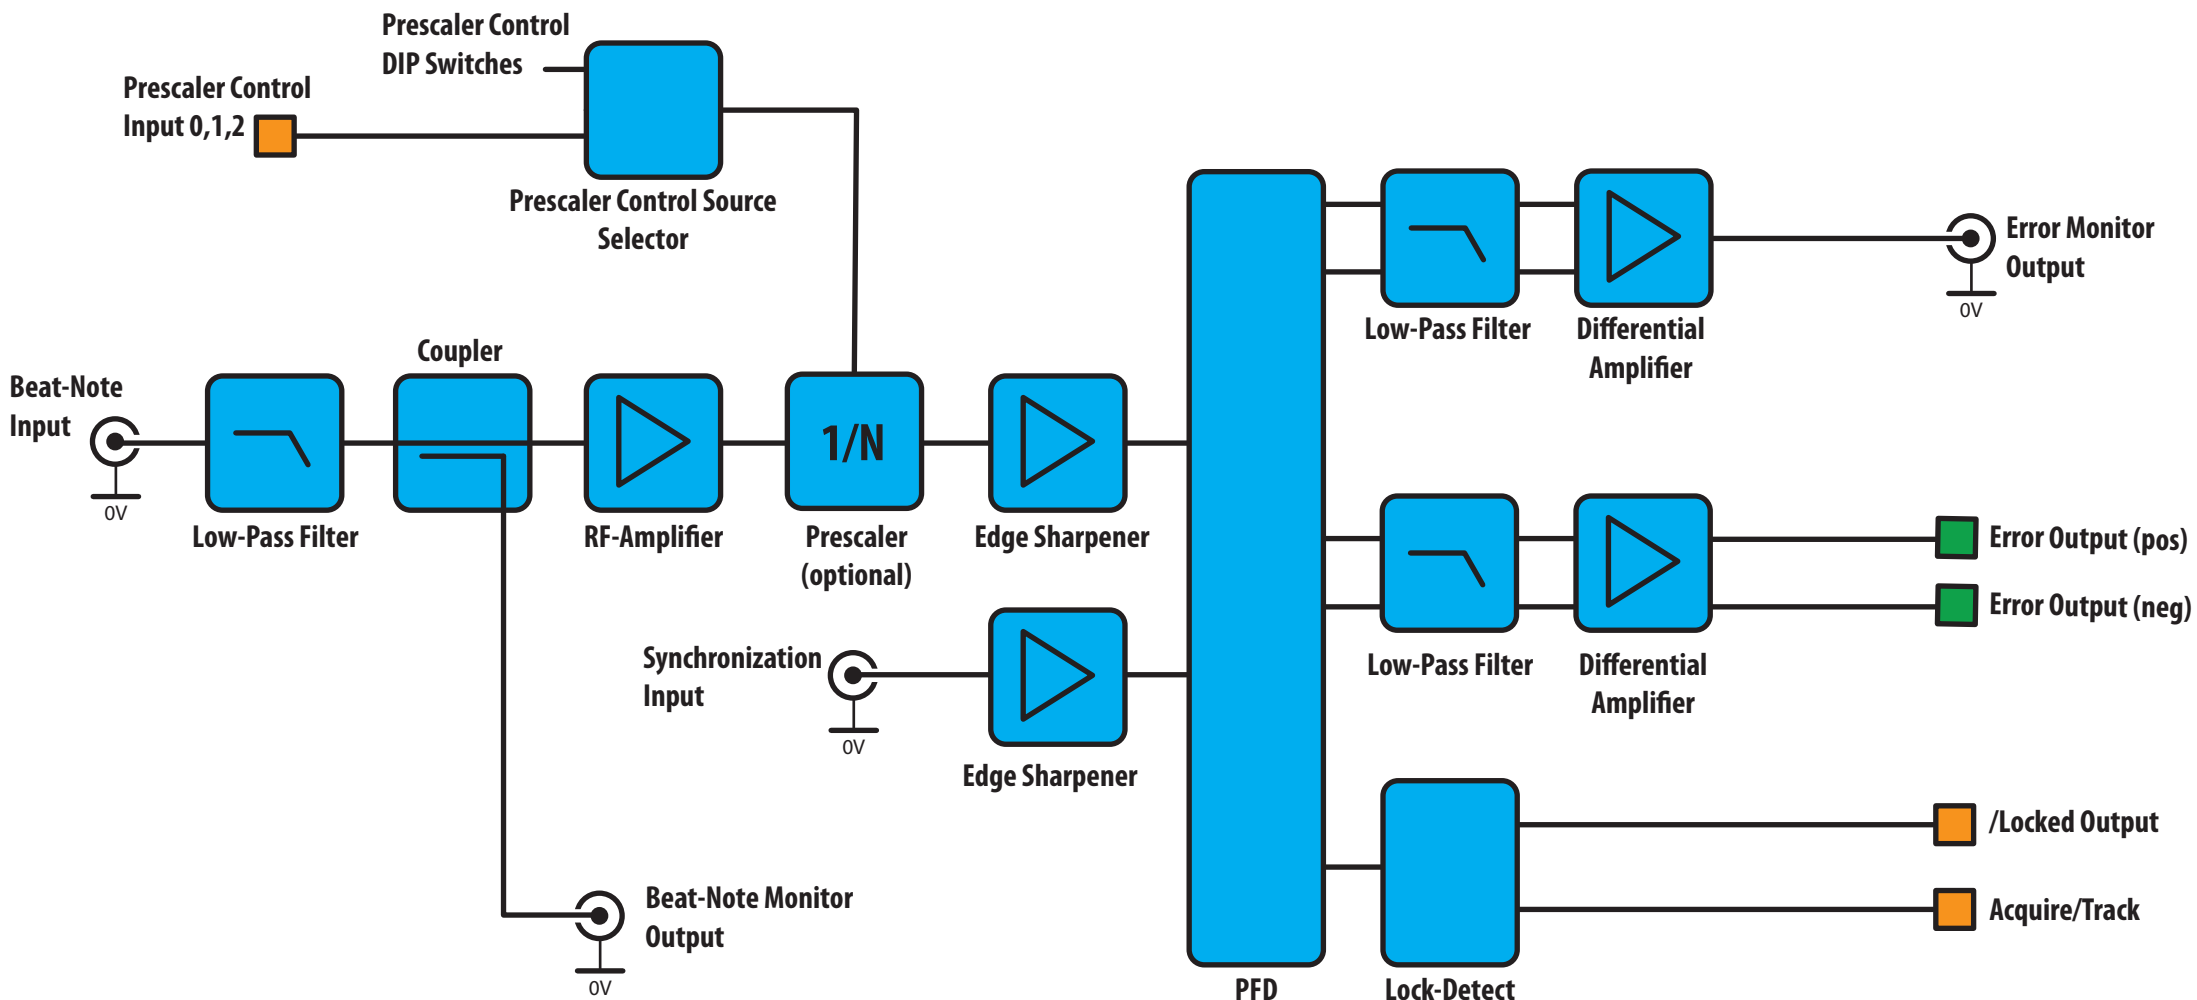 Prescaler Control
DIP Switches
Prescaler Control
Input 0,1,2
Prescaler Control Source
Selector
Error Monitor
Output
0V
Low-Pass Filter
Differential
Amplifier
Coupler
Beat-Note
Input
0V
1/N
Low-Pass Filter
RF-Amplifier
Prescaler
(optional)
Edge Sharpener
Error Output (pos)
Error Output (neg)
Synchronization
Input
0V
Low-Pass Filter
Differential
Amplifier
Edge Sharpener
/Locked Output
Beat-Note Monitor
Output
0V
Acquire/Track
PFD
Lock-Detect